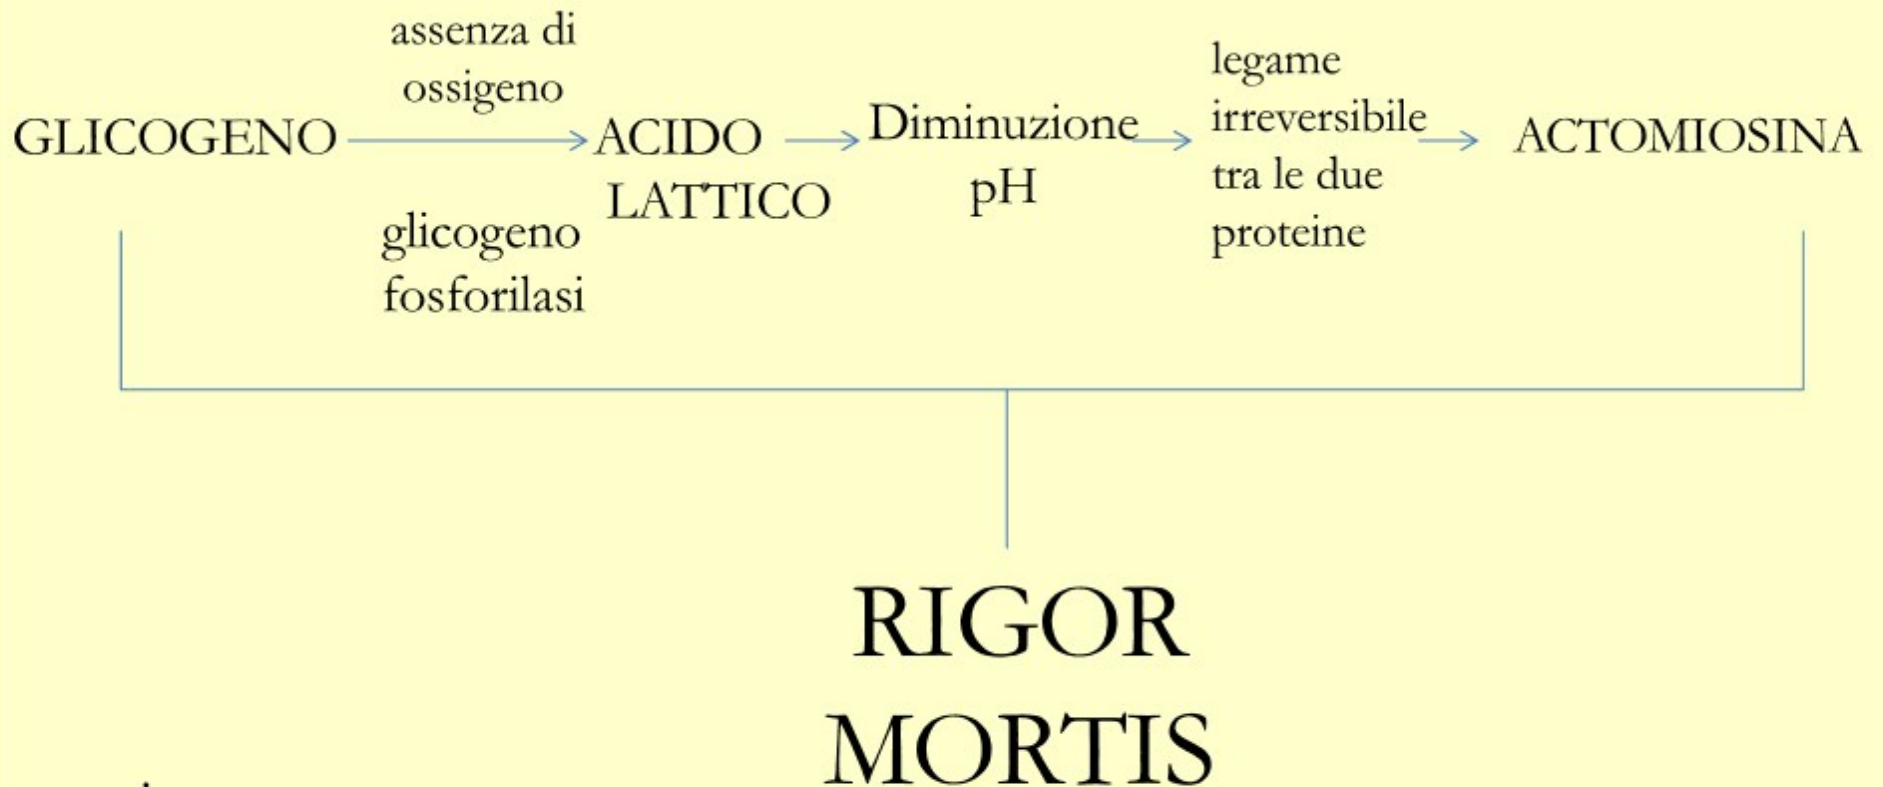 assenza di
ossigeno
GLICOGENO
glicogeno
fosforilasi
ACIDO
LATTICO
Diminuzione
pH
legame
irreversibile
tra le due
proteine
ACTOMIOSINA
RIGOR
MORTIS